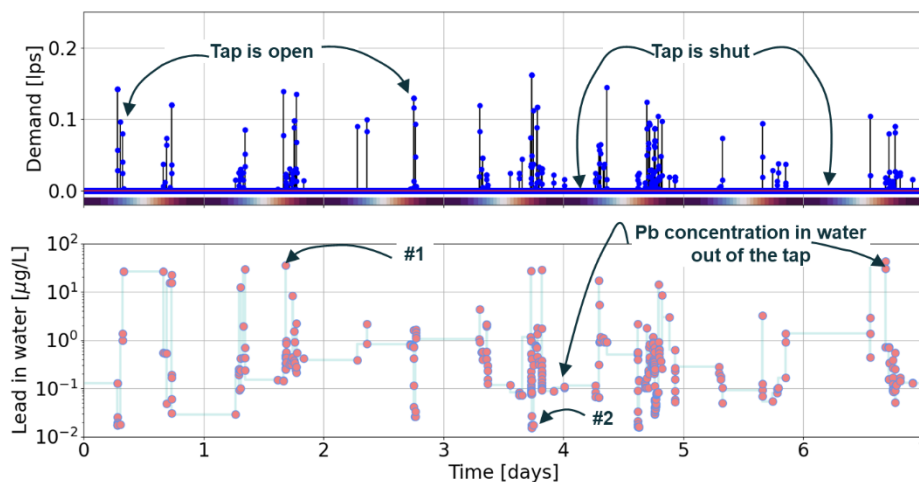 Demand [lps]
0.2
0.1
0.0
Tap is open
Tap is shut
Lead in water [μg/L]
10²
10¹
10⁰
10⁻¹
10⁻²
#1
Pb concentration in water
out of the tap
#2
0 1 2 3 4 5 6
Time [days]